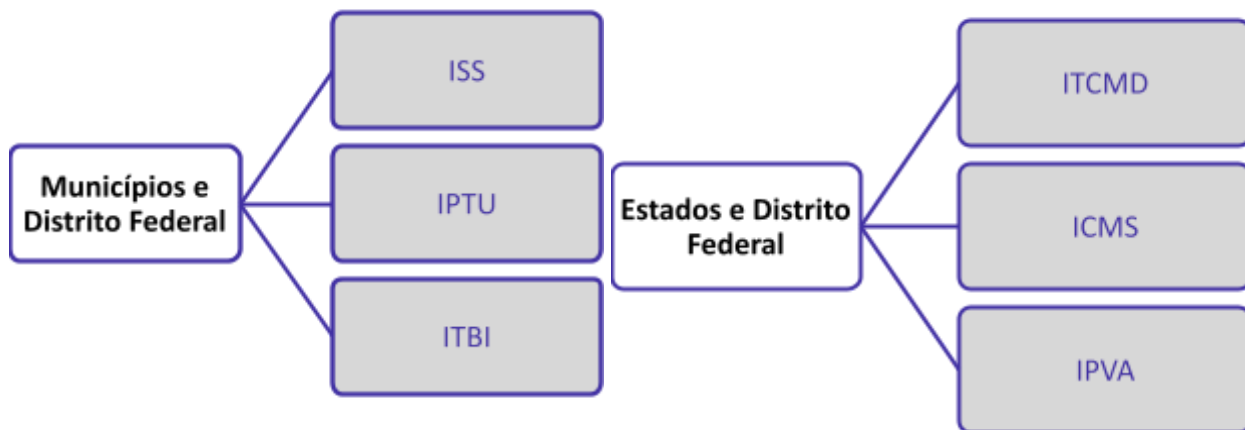 Municípios e
Distrito Federal
ISS
IPTU
ITBI
Estados e Distrito
Federal
ITCMD
ICMS
IPVA